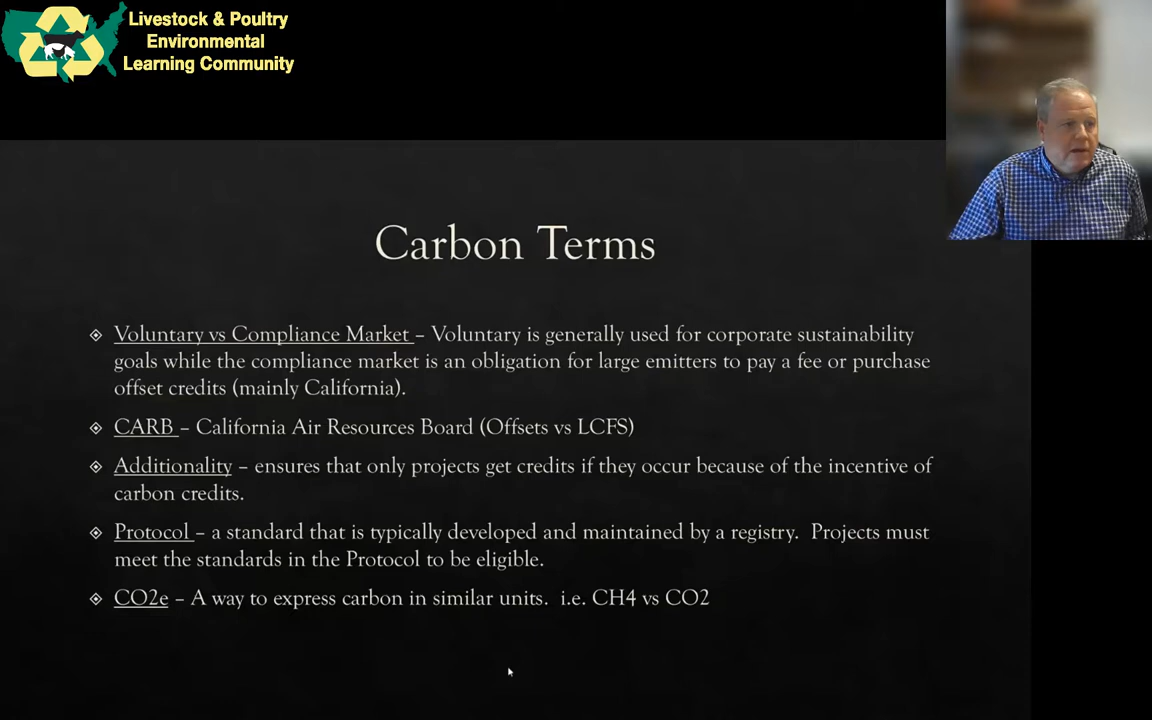 Livestock & Poultry
Environmental
Learning Community
Carbon Terms
Voluntary vs Compliance Market – Voluntary is generally used for corporate sustainability
goals while the compliance market is an obligation for large emitters to pay a fee or purchase
offset credits (mainly California).
CARB – California Air Resources Board (Offsets vs LCFS)
Additionality – ensures that only projects get credits if they occur because of the incentive of
carbon credits.
Protocol – a standard that is typically developed and maintained by a registry.  Projects must
meet the standards in the Protocol to be eligible.
CO2e – A way to express carbon in similar units.  i.e. CH4 vs CO2